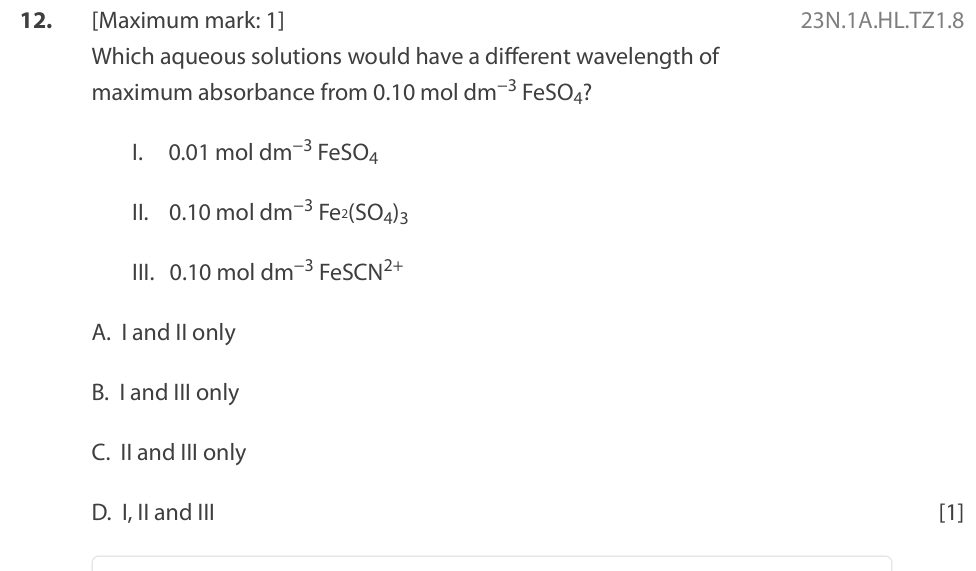 12. [Maximum mark: 1] 23N.1A.HL.TZ1.8
Which aqueous solutions would have a different wavelength of
maximum absorbance from 0.10 mol dm⁻³ FeSO₄?
I. 0.01 mol dm⁻³ FeSO₄
II. 0.10 mol dm⁻³ Fe₂(SO₄)₃
III. 0.10 mol dm⁻³ FeSCN²⁺
A. I and II only
B. I and III only
C. II and III only
D. I, II and III [1]